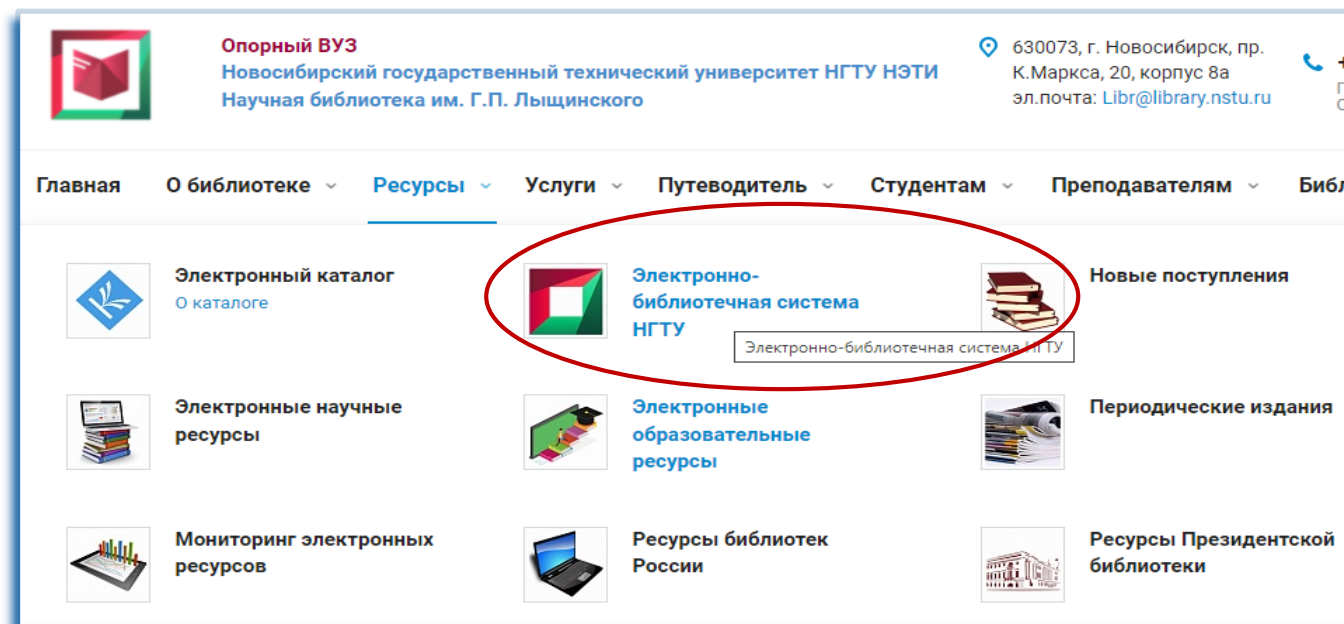 Опорный ВУЗ
Новосибирский государственный технический университет НГТУ НЭТИ
Научная библиотека им. Г.П. Лыщинского
630073, г. Новосибирск, пр.
К.Маркса, 20, корпус 8а
эл.почта: Libr@library.nstu.ru
Главная
О библиотеке
Ресурсы
Услуги
Путеводитель
Студентам
Преподавателям
Электронный каталог
О каталоге
Электронно-
библиотечная система
НГТУ
Электронно-библиотечная система НГТУ
Новые поступления
Электронные научные
ресурсы
Электронные
образовательные
ресурсы
Периодические издания
Мониторинг электронных
ресурсов
Ресурсы библиотек
России
Ресурсы Президентской
библиотеки